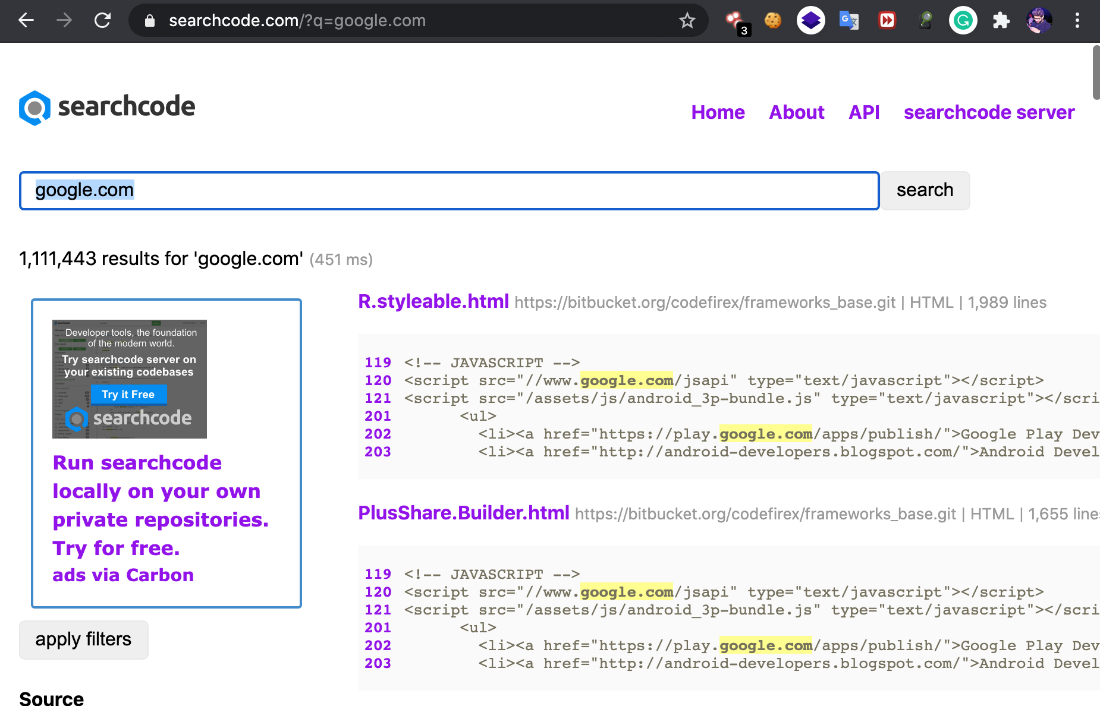 searchcode.com/?q=google.com
3
searchcode
Home About API searchcode server
google.com
search
1,111,443 results for 'google.com' (451 ms)
Developer tools, the foundation
of the modern world.
Try searchcode server on
your existing codebases
Try it Free
searchcode
Run searchcode
locally on your own
private repositories.
Try for free.
ads via Carbon
apply filters
Source
R.styleable.html https://bitbucket.org/codefirex/frameworks_base.git | HTML | 1,989 lines
119 <!-- JAVASCRIPT -->
120 <script src="//www.google.com/jsapi" type="text/javascript"></script>
121 <script src="/assets/js/android_3p-bundle.js" type="text/javascript"></scri
201 <ul>
202 <li><a href="https://play.google.com/apps/publish/">Google Play Dev
203 <li><a href="http://android-developers.blogspot.com/">Android Devel
PlusShare.Builder.html https://bitbucket.org/codefirex/frameworks_base.git | HTML | 1,655 lines
119 <!-- JAVASCRIPT -->
120 <script src="//www.google.com/jsapi" type="text/javascript"></script>
121 <script src="/assets/js/android_3p-bundle.js" type="text/javascript"></scri
201 <ul>
202 <li><a href="https://play.google.com/apps/publish/">Google Play Dev
203 <li><a href="http://android-developers.blogspot.com/">Android Devel